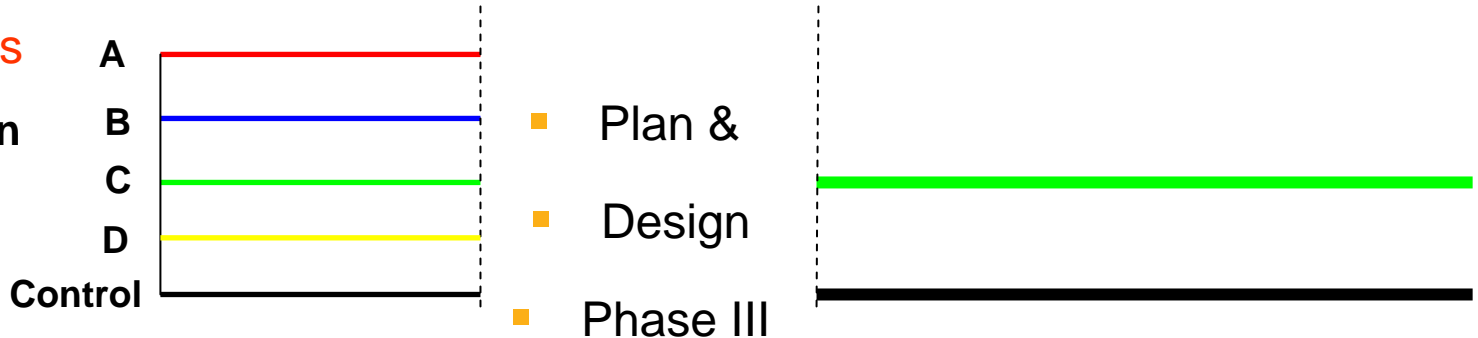 A
B
C
D
Control
Plan &
Design
Phase III